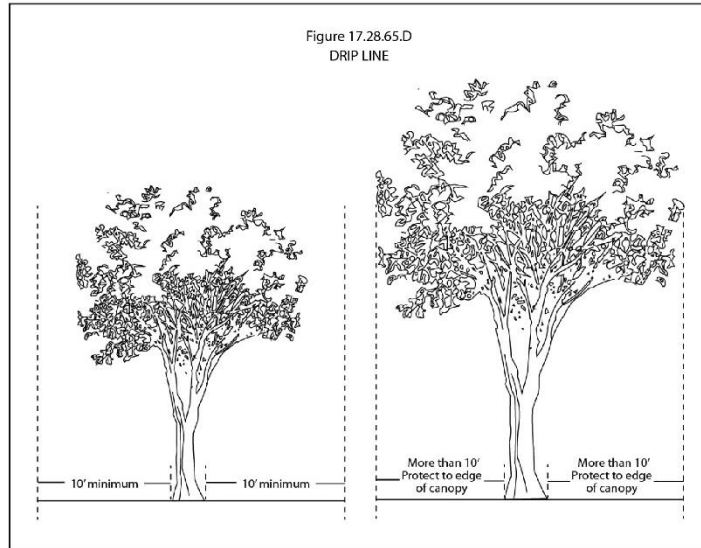 Figure 17.28.65.D
DRIP LINE
10' minimum
10' minimum
More than 10'
Protect to edge
of canopy
More than 10'
Protect to edge
of canopy